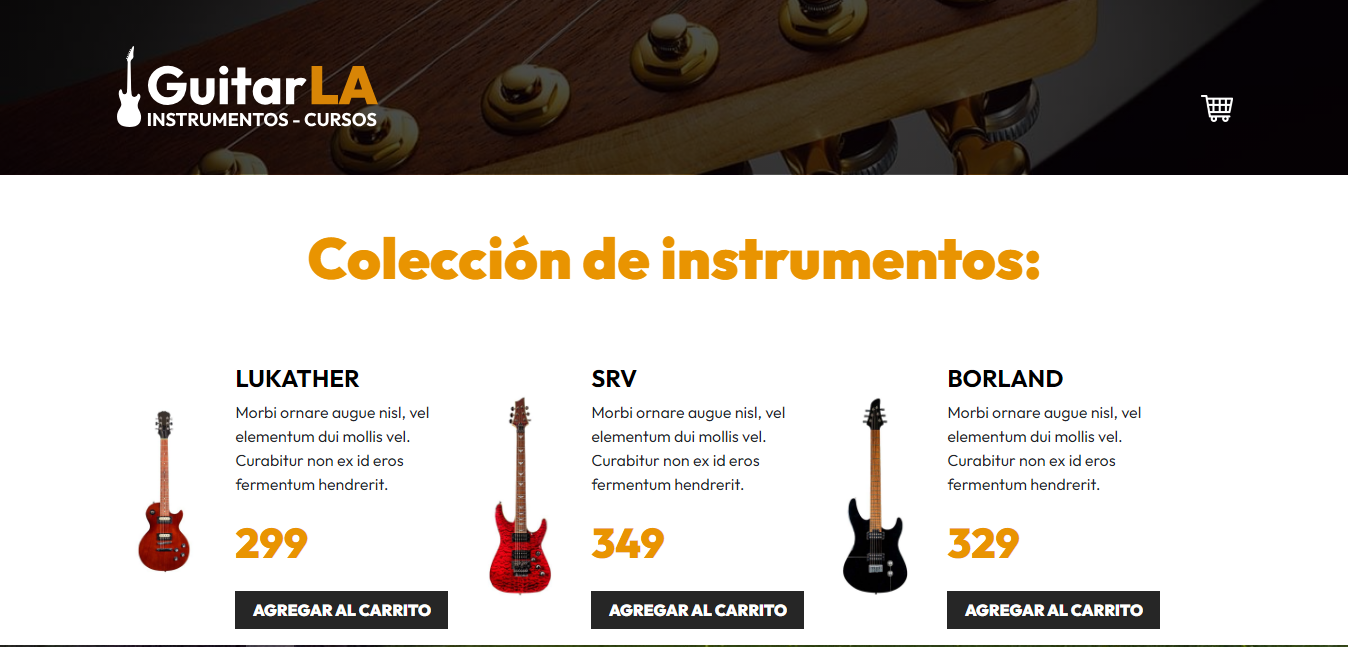 GuitarLA
INSTRUMENTOS - CURSOS
Colección de instrumentos:
LUKATHER
Morbi ornare augue nisl, vel
elementum dui mollis vel.
Curabitur non ex id eros
fermentum hendrerit.
299
AGREGAR AL CARRITO
SRV
Morbi ornare augue nisl, vel
elementum dui mollis vel.
Curabitur non ex id eros
fermentum hendrerit.
349
AGREGAR AL CARRITO
BORLAND
Morbi ornare augue nisl, vel
elementum dui mollis vel.
Curabitur non ex id eros
fermentum hendrerit.
329
AGREGAR AL CARRITO